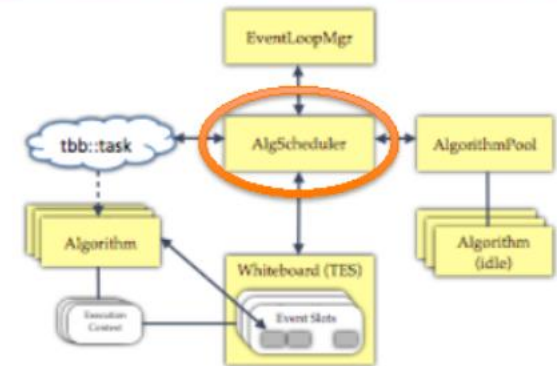 EventLoopMgr
tbb::task
AlgScheduler
AlgorithmPool
Algorithm
Algorithm
(idle)
Whiteboard (TES)
Event Slots
Execution
Context